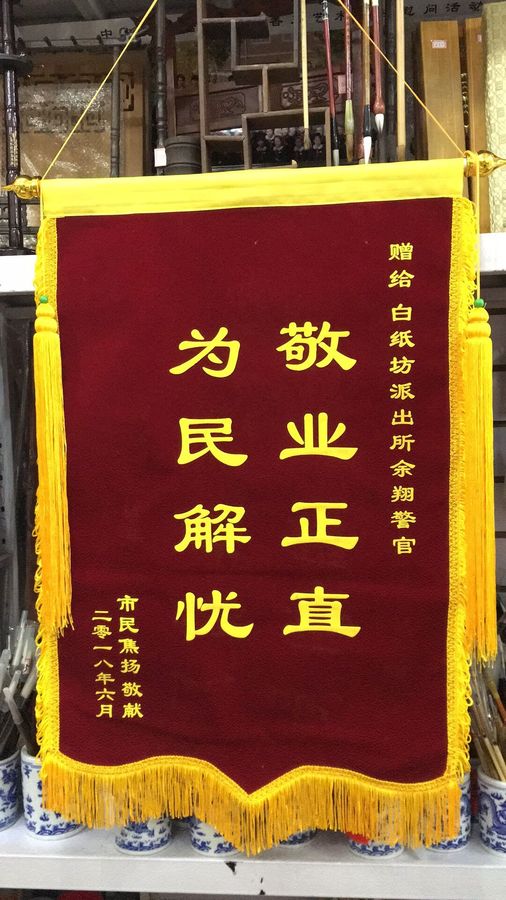 赠给 白纸坊派出所余翔警官
敬业正直
为民解忧
市民焦扬敬献
二零一八年六月